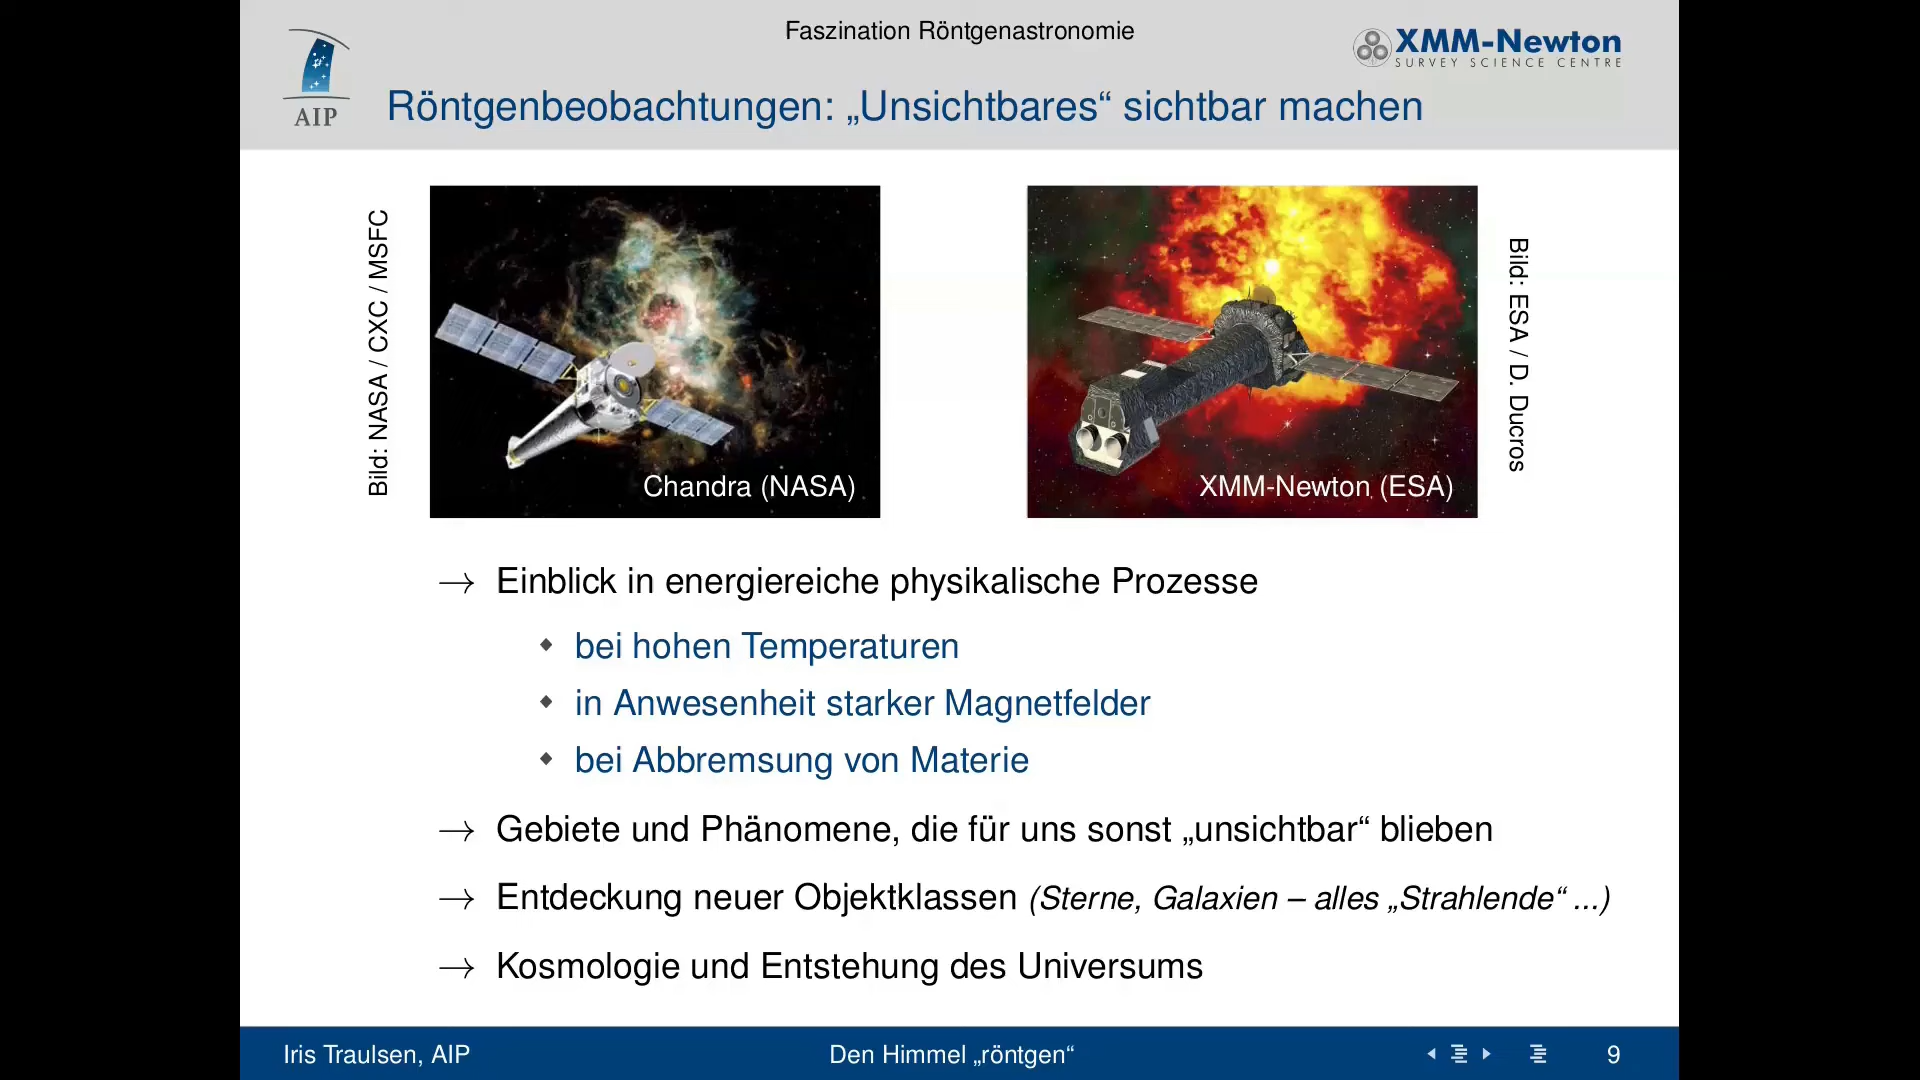 Faszination Röntgenastronomie
XMM-Newton
SURVEY SCIENCE CENTRE
AIP
Röntgenbeobachtungen: „Unsichtbares“ sichtbar machen
Bild: NASA / CXC / MSFC
Chandra (NASA)
XMM-Newton (ESA)
Bild: ESA / D. Ducros
→ Einblick in energiereiche physikalische Prozesse
◆ bei hohen Temperaturen
◆ in Anwesenheit starker Magnetfelder
◆ bei Abbremsung von Materie
→ Gebiete und Phänomene, die für uns sonst „unsichtbar“ blieben
→ Entdeckung neuer Objektklassen (Sterne, Galaxien – alles „Strahlende“ ...)
→ Kosmologie und Entstehung des Universums
Iris Traulsen, AIP
Den Himmel „röntgen“
9